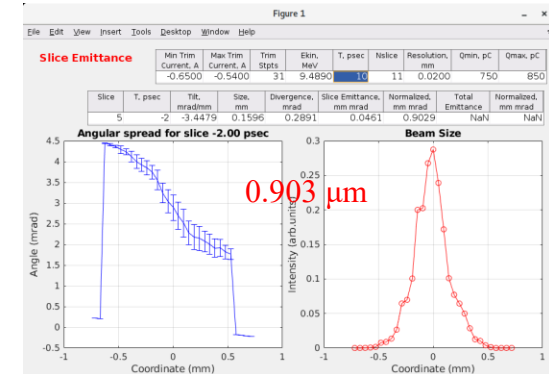 Figure 1
File Edit View Insert Tools Desktop Window Help
Slice Emittance
Min Trim Current, A Max Trim Current, A Trim Stpts Ekin, MeV T, psec Nslice Resolution, mm Qmin, pC Qmax, pC
-0.6500 -0.5400 31 9.4890 10 11 0.0200 750 850
Slice T, psec Tilt, mrad/mm Size, mm Divergence, mrad Slice Emittance, mm mrad Normalized, mm mrad Total Emittance Normalized, mm mrad
5 -2 -3.4479 0.1596 0.2891 0.0461 0.9029 NaN NaN
Angular spread for slice -2.00 psec
Beam Size
0.903 μm
Angle (mrad)
4.5
4
3.5
3
2.5
2
1.5
1
0.5
0
-0.5
-1 -0.5 0 0.5 1
Coordinate (mm)
Intensity (arb.units)
0.3
0.25
0.2
0.15
0.1
0.05
0
-1 -0.5 0 0.5 1
Coordinate (mm)